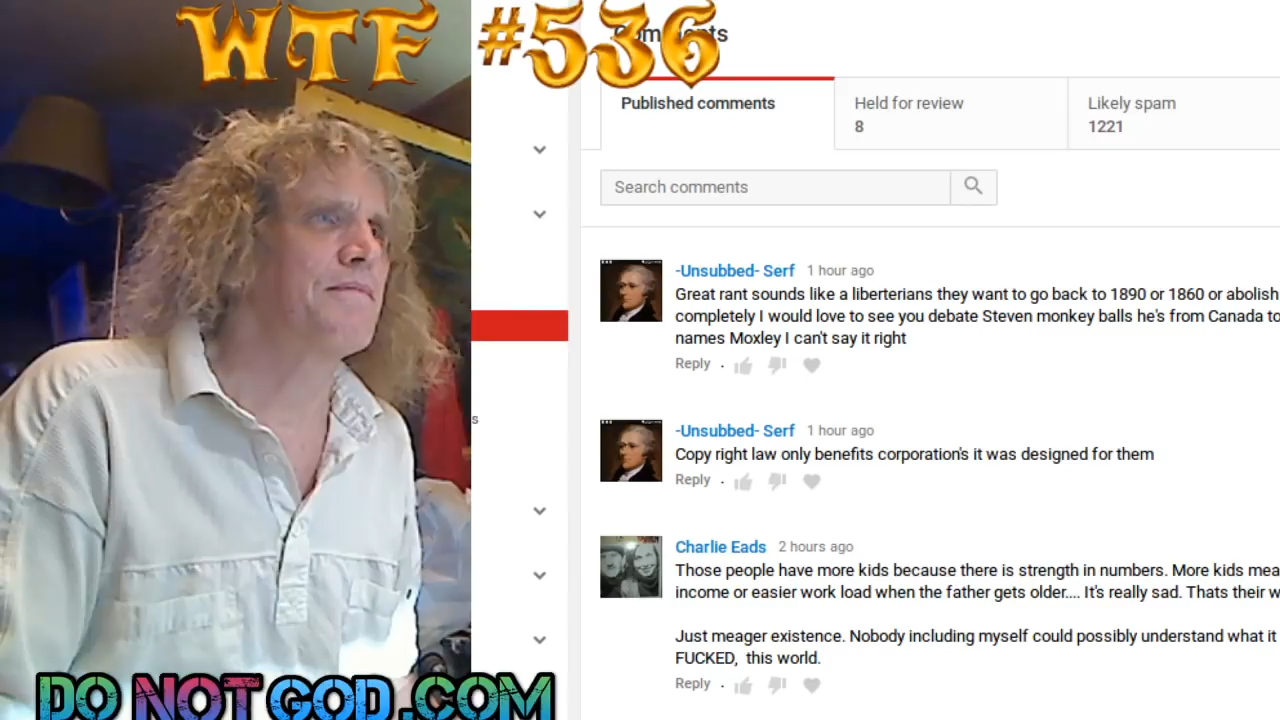 WTF #536
Comments
Published comments
Held for review
8
Likely spam
1221
Search comments
-Unsubbed- Serf 1 hour ago
Great rant sounds like a liberterians they want to go back to 1890 or 1860 or abolish
completely I would love to see you debate Steven monkey balls he's from Canada to
names Moxley I can't say it right
Reply
-Unsubbed- Serf 1 hour ago
Copy right law only benefits corporation's it was designed for them
Reply
s
Charlie Eads 2 hours ago
Those people have more kids because there is strength in numbers. More kids mea
income or easier work load when the father gets older.... It's really sad. Thats their w
Just meager existence. Nobody including myself could possibly understand what it
FUCKED, this world.
Reply
DO NOT GOD.COM